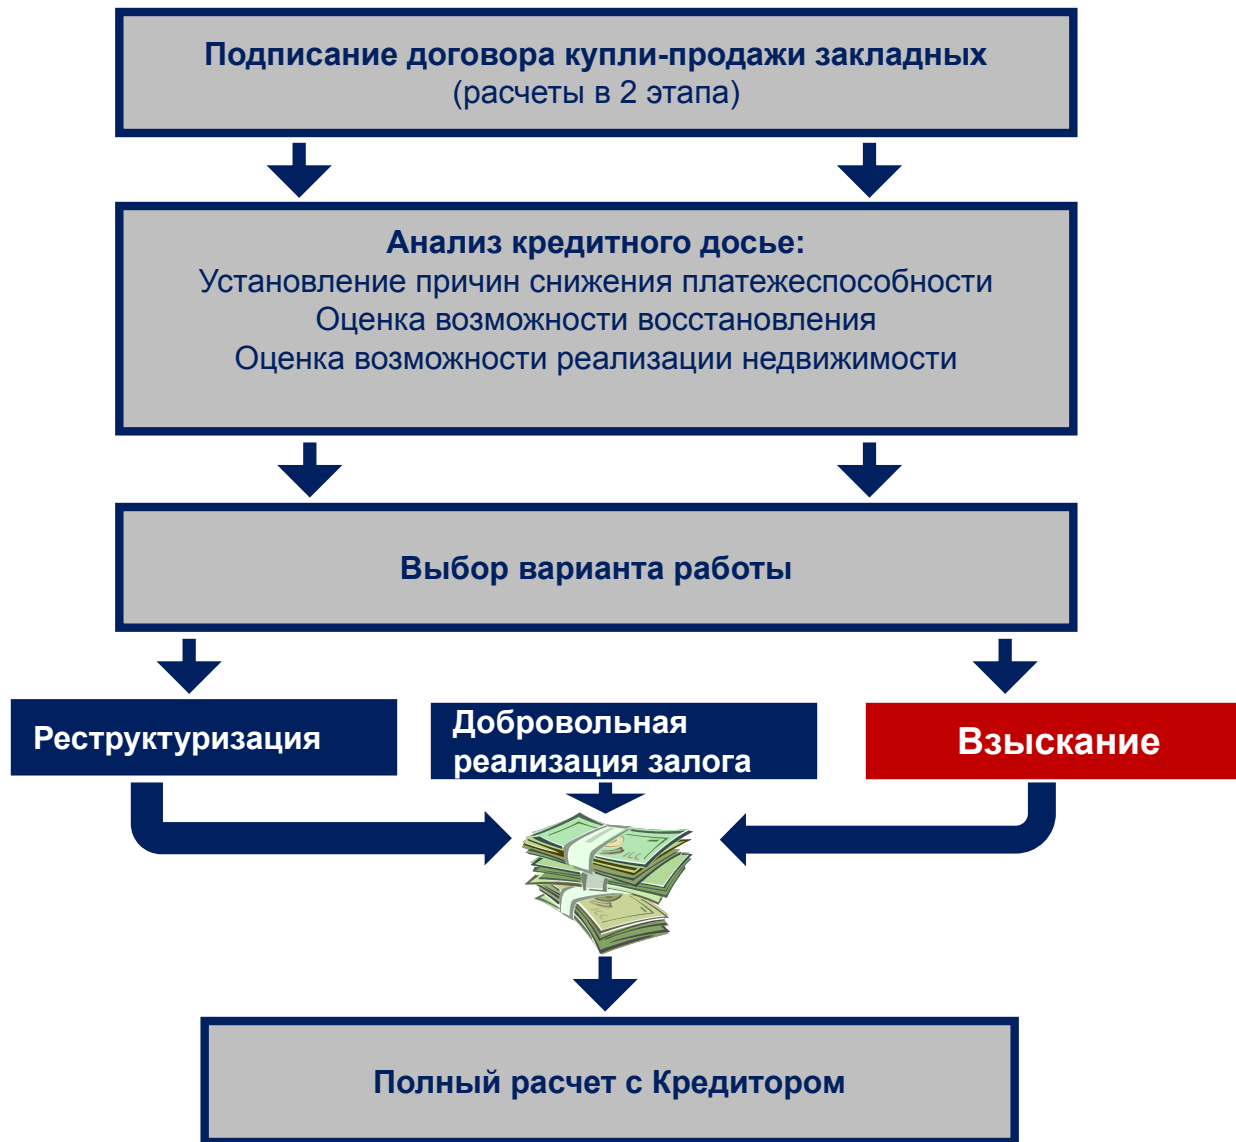 Подписание договора купли-продажи закладных
(расчеты в 2 этапа)
Анализ кредитного досье:
Установление причин снижения платежеспособности
Оценка возможности восстановления
Оценка возможности реализации недвижимости
Выбор варианта работы
Реструктуризация
Добровольная
реализация залога
Взыскание
Полный расчет с Кредитором